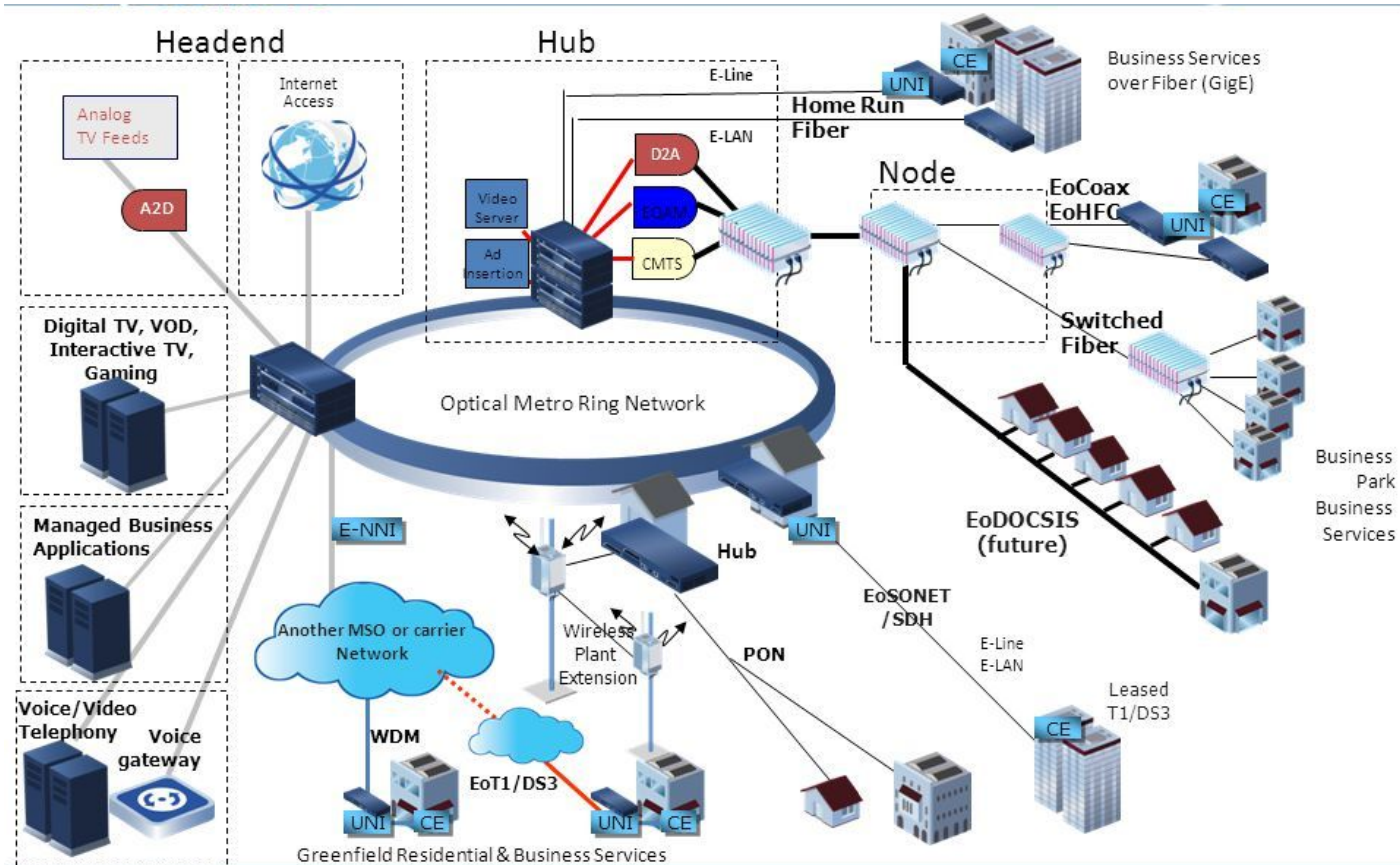 Headend
Hub
Internet
Access
Analog
TV Feeds
A2D
E-Line
Home Run
Fiber
E-LAN
UNI
CE
Business Services
over Fiber (GigE)
Video
Server
Ad
Insertion
D2A
EQAM
CMTS
Node
EoCoax
EoHFC
UNI
CE
Switched
Fiber
Digital TV, VOD,
Interactive TV,
Gaming
Optical Metro Ring Network
Business
Park
Business
Services
EoDOCSIS
(future)
Managed Business
Applications
E-NNI
Hub
UNI
EoSONET
/SDH
Another MSO or carrier
Network
Wireless
Plant
Extension
PON
E-Line
E-LAN
Leased
T1/DS3
CE
Voice/Video
Telephony
Voice
gateway
WDM
EoT1/DS3
UNI
CE
UNI
CE
Greenfield Residential & Business Services